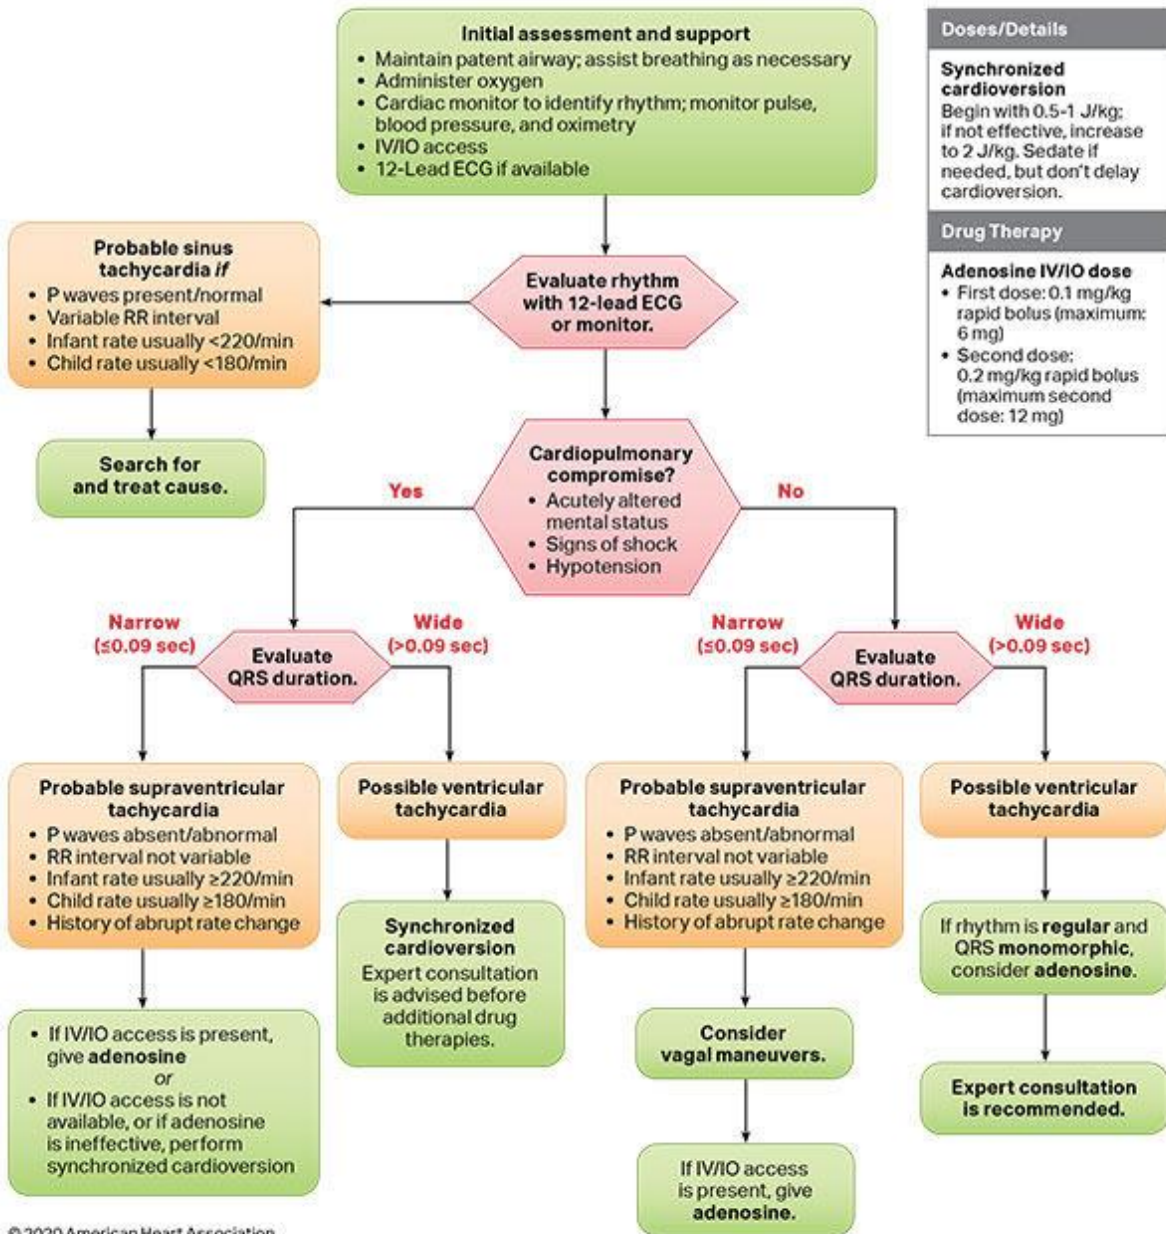 Initial assessment and support
• Maintain patent airway; assist breathing as necessary
• Administer oxygen
• Cardiac monitor to identify rhythm; monitor pulse,
blood pressure, and oximetry
• IV/IO access
• 12-Lead ECG if available
Doses/Details
Synchronized
cardioversion
Begin with 0.5-1 J/kg;
if not effective, increase
to 2 J/kg. Sedate if
needed, but don't delay
cardioversion.
Drug Therapy
Adenosine IV/IO dose
• First dose: 0.1 mg/kg
rapid bolus (maximum:
6 mg)
• Second dose:
0.2 mg/kg rapid bolus
(maximum second
dose: 12 mg)
Probable sinus
tachycardia if
• P waves present/normal
• Variable RR interval
• Infant rate usually <220/min
• Child rate usually <180/min
Evaluate rhythm
with 12-lead ECG
or monitor.
Search for
and treat cause.
Cardiopulmonary
compromise?
• Acutely altered
mental status
• Signs of shock
• Hypotension
Yes
No
Narrow
(≤0.09 sec)
Evaluate
QRS duration.
Wide
(>0.09 sec)
Narrow
(≤0.09 sec)
Evaluate
QRS duration.
Wide
(>0.09 sec)
Probable supraventricular
tachycardia
• P waves absent/abnormal
• RR interval not variable
• Infant rate usually ≥220/min
• Child rate usually ≥180/min
• History of abrupt rate change
Possible ventricular
tachycardia
Probable supraventricular
tachycardia
• P waves absent/abnormal
• RR interval not variable
• Infant rate usually ≥220/min
• Child rate usually ≥180/min
• History of abrupt rate change
Possible ventricular
tachycardia
• If IV/IO access is present,
give adenosine
or
• If IV/IO access is not
available, or if adenosine
is ineffective, perform
synchronized cardioversion
Synchronized
cardioversion
Expert consultation
is advised before
additional drug
therapies.
Consider
vagal maneuvers.
If IV/IO access
is present, give
adenosine.
If rhythm is regular and
QRS monomorphic,
consider adenosine.
Expert consultation
is recommended.
© 2020 American Heart Association